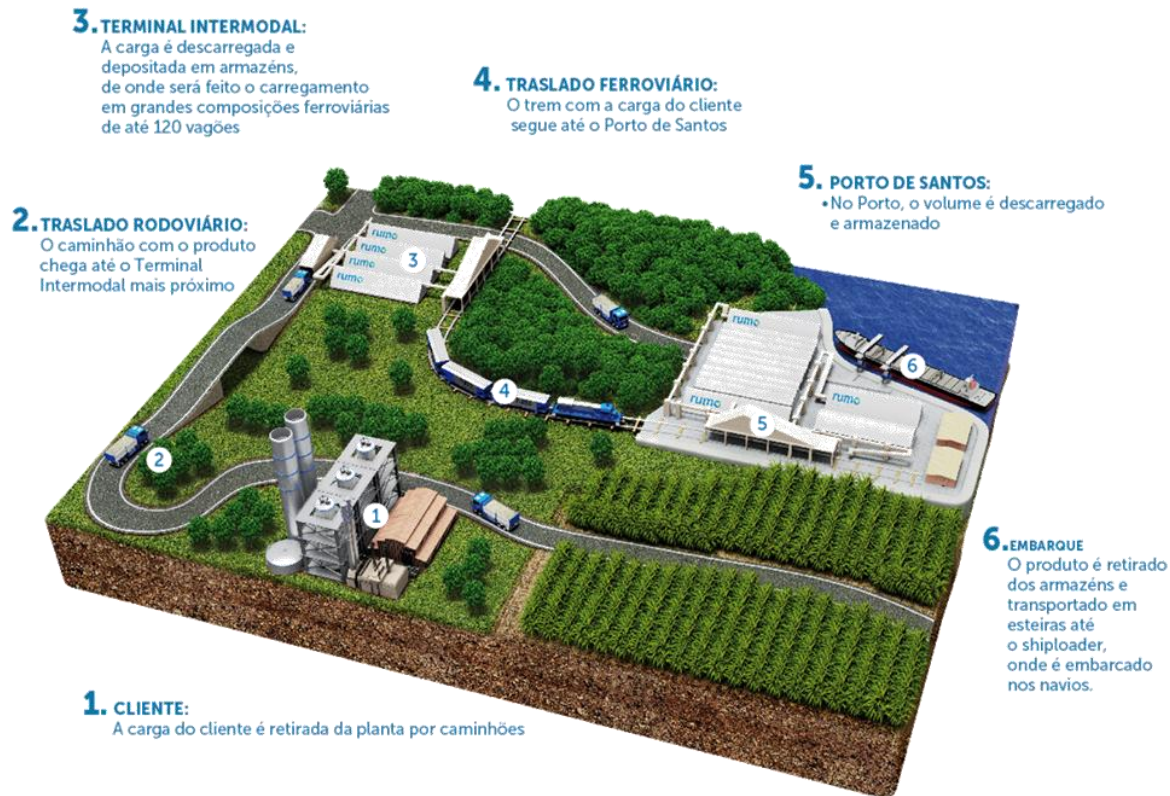 3. TERMINAL INTERMODAL:
A carga é descarregada e
depositada em armazéns,
de onde será feito o carregamento
em grandes composições ferroviárias
de até 120 vagões
4. TRASLADO FERROVIÁRIO:
O trem com a carga do cliente
segue até o Porto de Santos
5. PORTO DE SANTOS:
•No Porto, o volume é descarregado
e armazenado
2. TRASLADO RODOVIÁRIO:
O caminhão com o produto
chega até o Terminal
Intermodal mais próximo
rumo
rumo
rumo
rumo
3
rumo
6
4
rumo
rumo
5
2
1
6. EMBARQUE
O produto é retirado
dos armazéns e
transportado em
esteiras até
o shiploader,
onde é embarcado
nos navios.
1. CLIENTE:
A carga do cliente é retirada da planta por caminhões